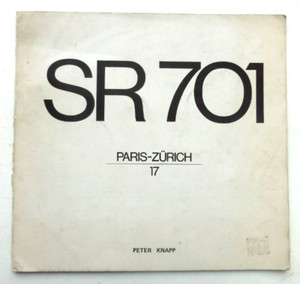 SR 701
PARIS-ZÜRICH
17
PETER KNAPP